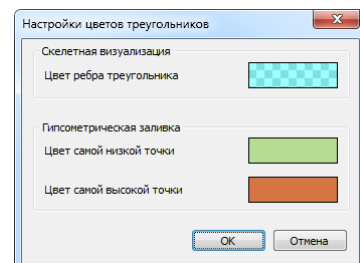 Настройки цветов треугольников
Скелетная визуализация
Цвет ребра треугольника
Гипсометрическая заливка
Цвет самой низкой точки
Цвет самой высокой точки
ОК
Отмена